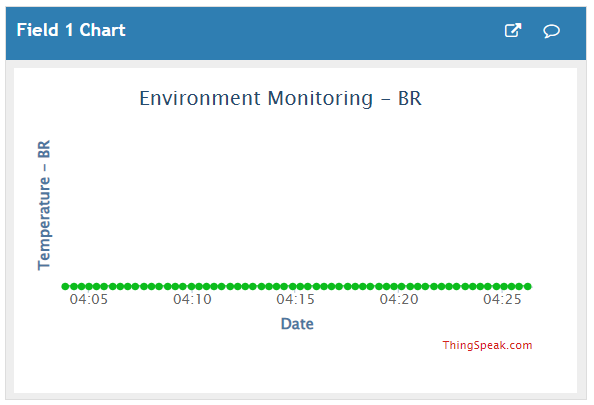 Field 1 Chart
Environment Monitoring - BR
Temperature - BR
04:05 04:10 04:15 04:20 04:25
Date
ThingSpeak.com